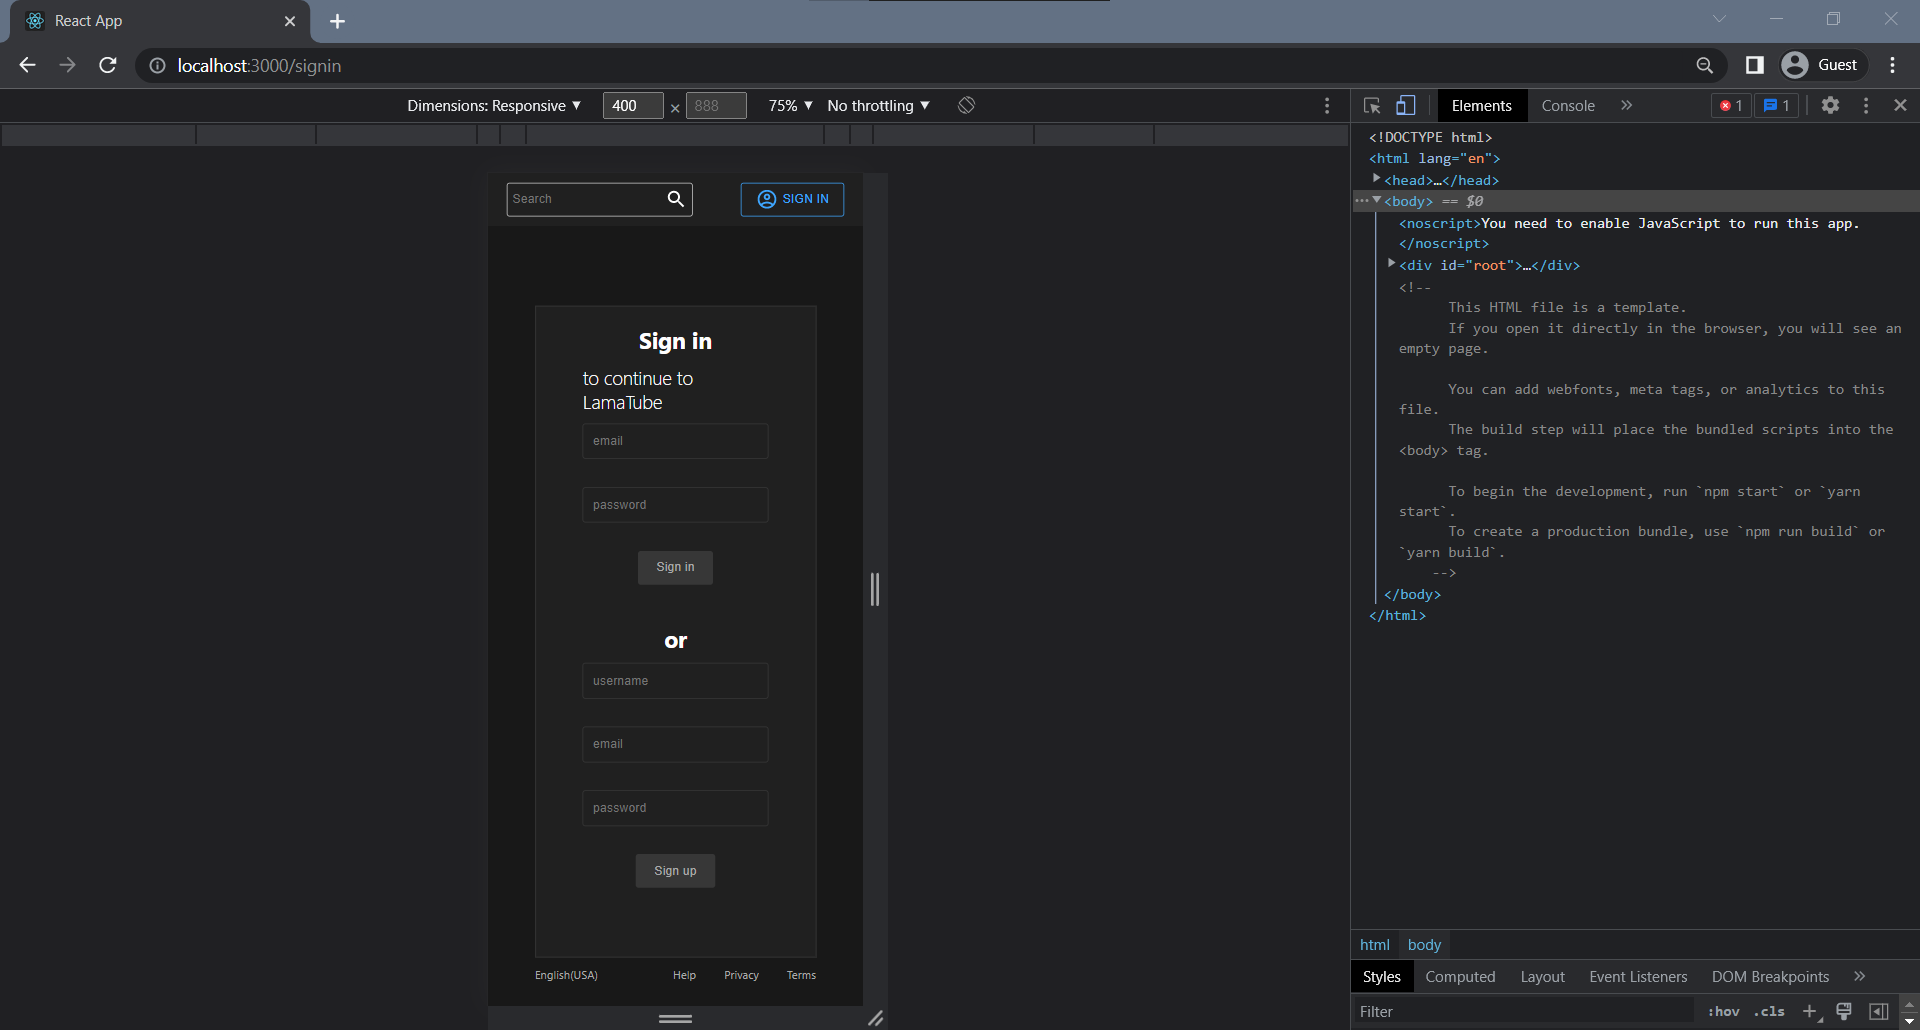 React App
localhost:3000/signin
Guest
Dimensions: Responsive ▼ 400 × 888 75% ▼ No throttling ▼
Elements Console » 1 1
Search
SIGN IN
Sign in
to continue to
LamaTube
email
password
Sign in
or
username
email
password
Sign up
English(USA) Help Privacy Terms
<!DOCTYPE html>
<html lang="en">
<head>…</head>
<body> == $0
<noscript>You need to enable JavaScript to run this app.
</noscript>
<div id="root">…</div>
<!--
This HTML file is a template.
If you open it directly in the browser, you will see an
empty page.
You can add webfonts, meta tags, or analytics to this
file.
The build step will place the bundled scripts into the
<body> tag.
To begin the development, run `npm start` or `yarn
start`.
To create a production bundle, use `npm run build` or
`yarn build`.
-->
</body>
</html>
html body
Styles Computed Layout Event Listeners DOM Breakpoints »
Filter :hov .cls +